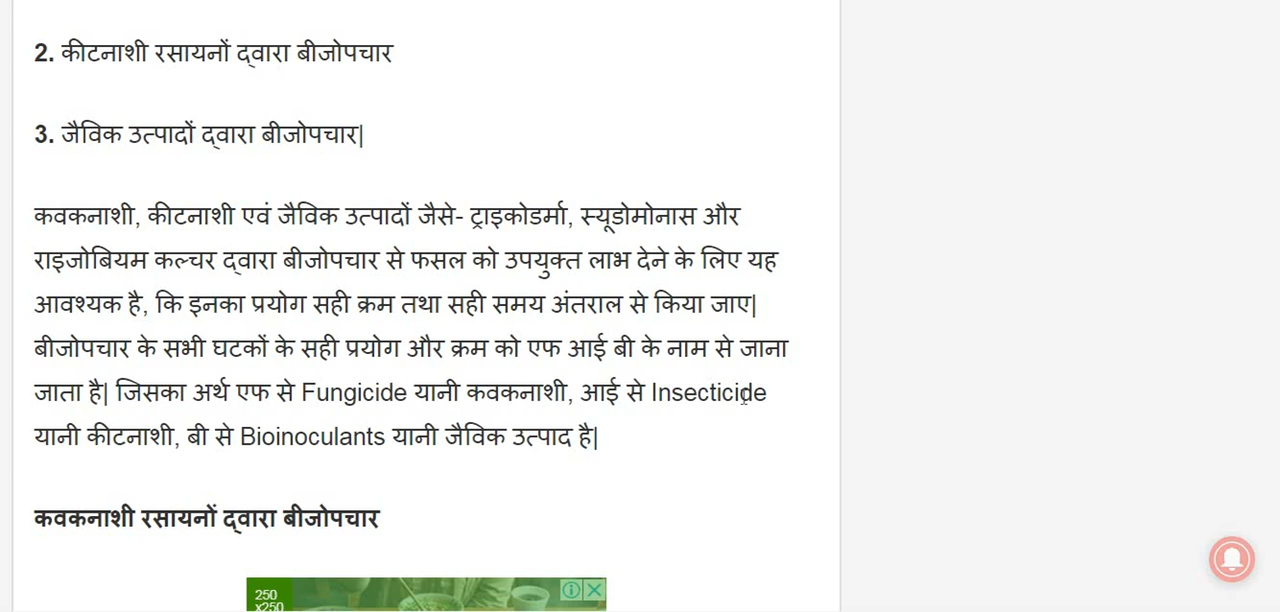 2. कीटनाशी रसायनों द्वारा बीजोपचार
3. जैविक उत्पादों द्वारा बीजोपचार|
कवकनाशी, कीटनाशी एवं जैविक उत्पादों जैसे- ट्राइकोडर्मा, स्यूडोमोनास और
राइजोबियम कल्चर द्वारा बीजोपचार से फसल को उपयुक्त लाभ देने के लिए यह
आवश्यक है, कि इनका प्रयोग सही क्रम तथा सही समय अंतराल से किया जाए|
बीजोपचार के सभी घटकों के सही प्रयोग और क्रम को एफ आई बी के नाम से जाना
जाता है| जिसका अर्थ एफ से Fungicide यानी कवकनाशी, आई से Insecticide
यानी कीटनाशी, बी से Bioinoculants यानी जैविक उत्पाद है|
कवकनाशी रसायनों द्वारा बीजोपचार
250
x250